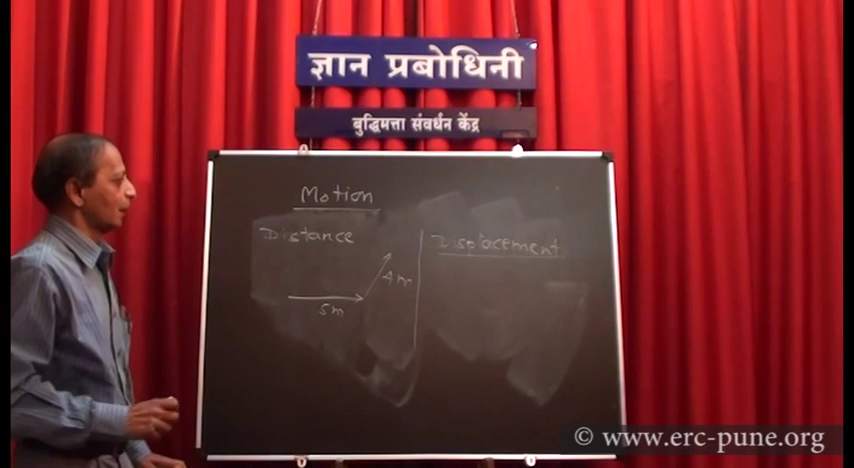 ज्ञान प्रबोधिनी
बुद्धिमत्ता संवर्धन केंद्र
Motion
Distance
Displacement
4m
5m
© www.erc-pune.org